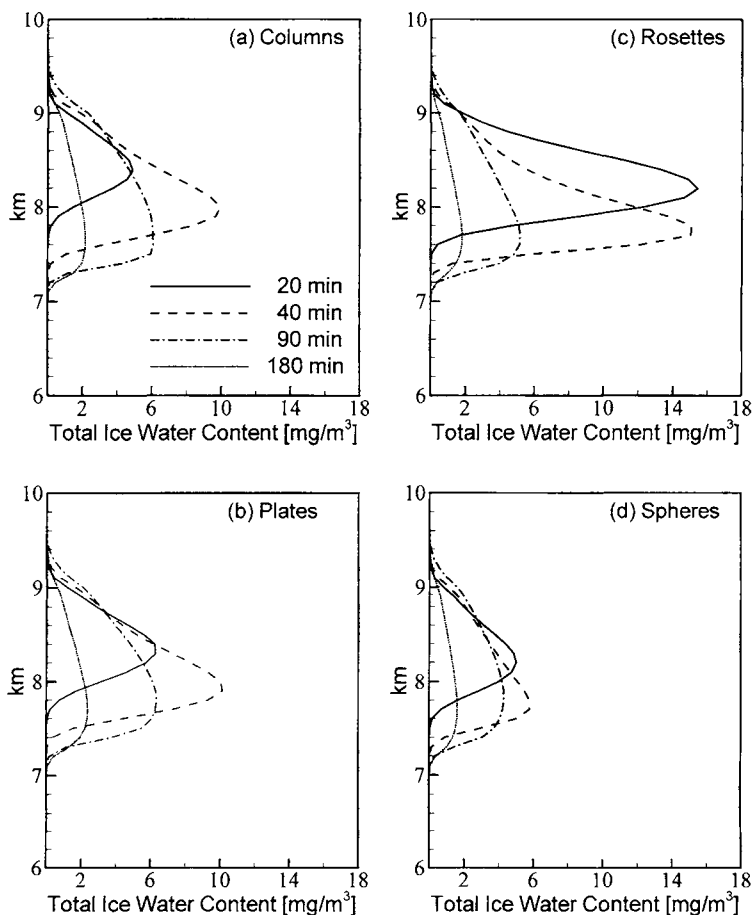 10
(a) Columns
9
8
km
7
20 min
40 min
90 min
180 min
6
2 6 10 14 18
Total Ice Water Content [mg/m³]
10
(c) Rosettes
9
8
km
7
6
2 6 10 14 18
Total Ice Water Content [mg/m³]
10
(b) Plates
9
8
km
7
6
2 6 10 14 18
Total Ice Water Content [mg/m³]
10
(d) Spheres
9
8
km
7
6
2 6 10 14 18
Total Ice Water Content [mg/m³]